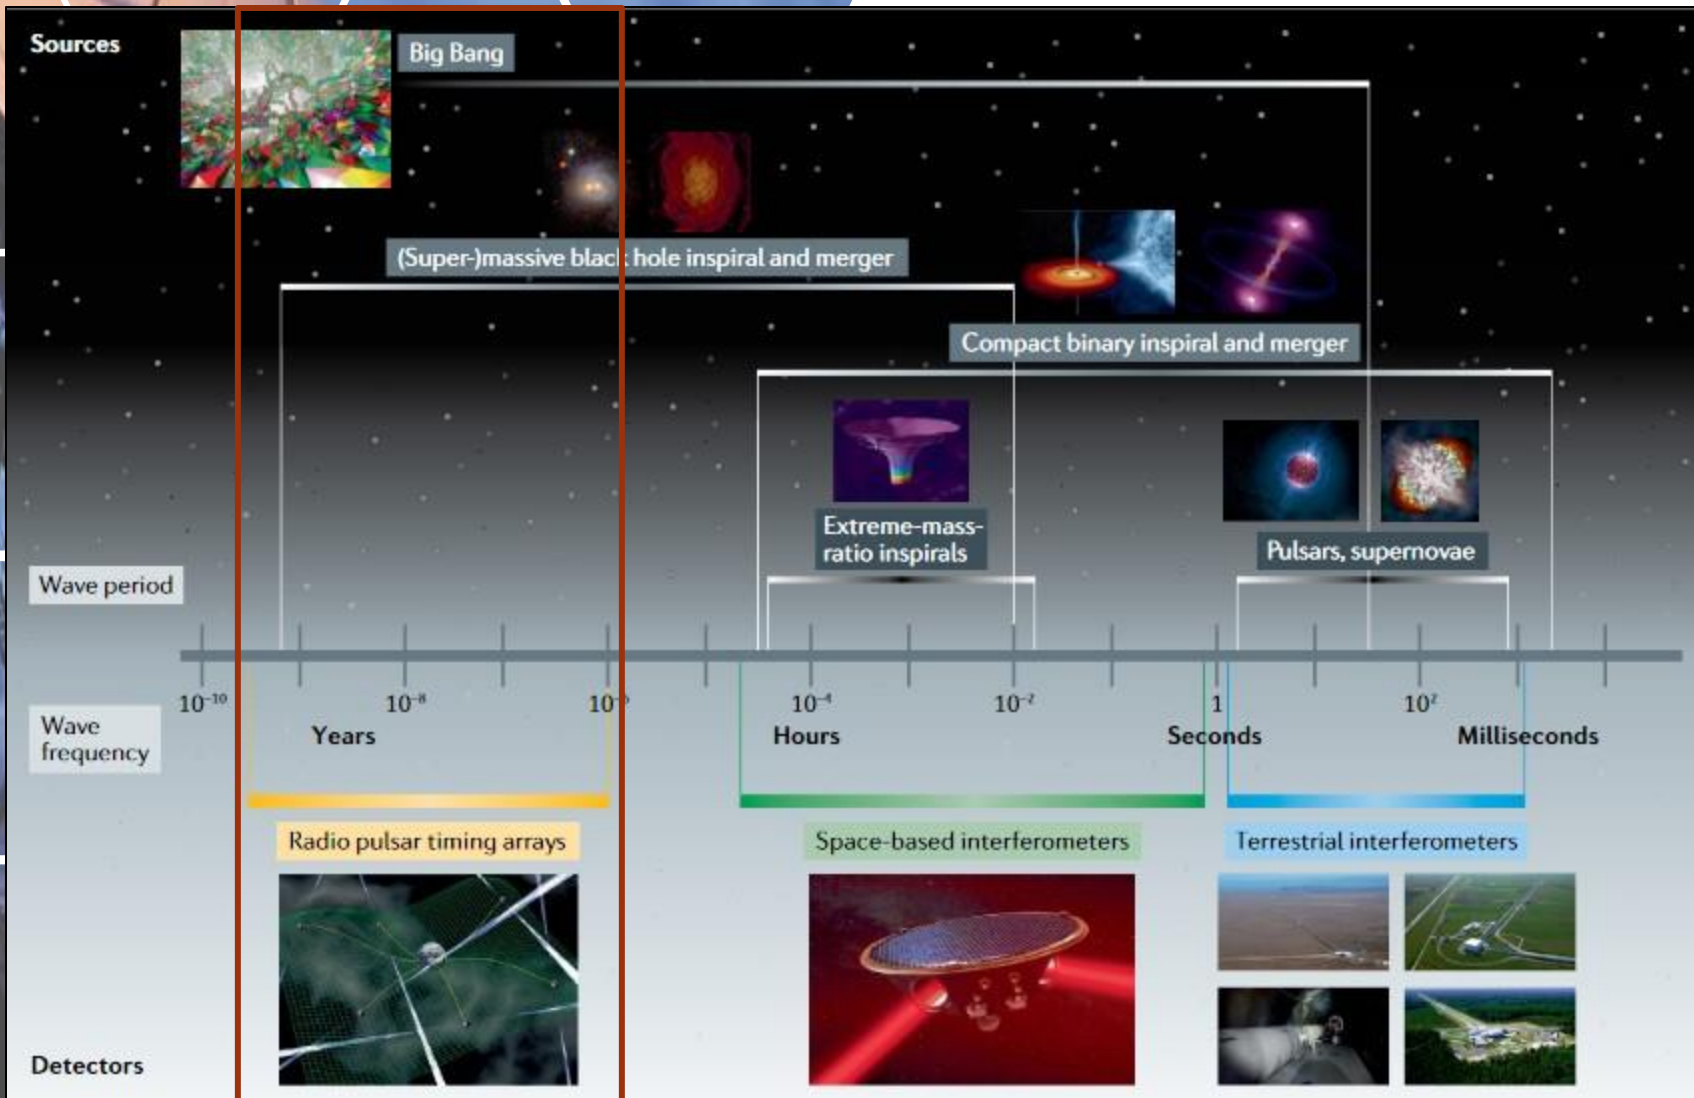 Sources
Big Bang
(Super-)massive black hole inspiral and merger
Compact binary inspiral and merger
Extreme-mass-
ratio inspirals
Pulsars, supernovae
Wave period
10⁻¹⁰ 10⁻⁸ 10⁻⁴ 10⁻² 1 10²
Wave
frequency
Years Hours Seconds Milliseconds
Radio pulsar timing arrays Space-based interferometers Terrestrial interferometers
Detectors